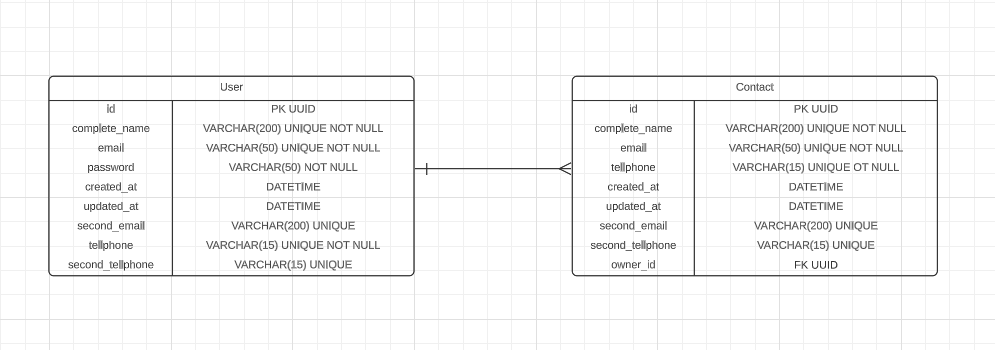 User
id PK UUID
complete_name VARCHAR(200) UNIQUE NOT NULL
email VARCHAR(50) UNIQUE NOT NULL
password VARCHAR(50) NOT NULL
created_at DATETIME
updated_at DATETIME
second_email VARCHAR(200) UNIQUE
tellphone VARCHAR(15) UNIQUE NOT NULL
second_tellphone VARCHAR(15) UNIQUE
Contact
id PK UUID
complete_name VARCHAR(200) UNIQUE NOT NULL
email VARCHAR(50) UNIQUE NOT NULL
tellphone VARCHAR(15) UNIQUE OT NULL
created_at DATETIME
updated_at DATETIME
second_email VARCHAR(200) UNIQUE
second_tellphone VARCHAR(15) UNIQUE
owner_id FK UUID